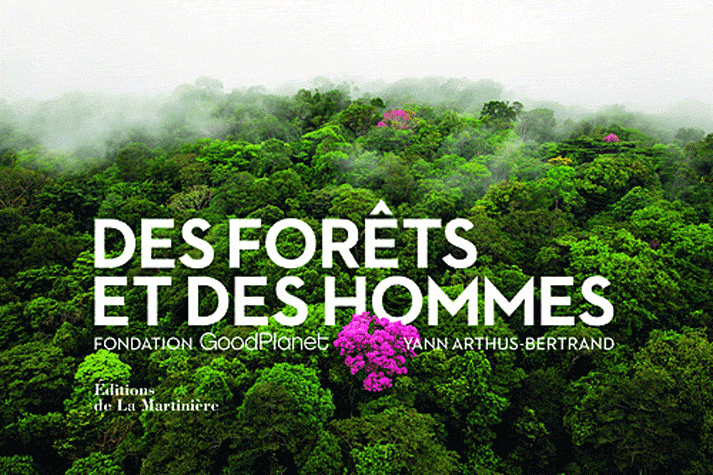 DES FORÊTS
ET DES HOMMES
FONDATION GoodPlanet YANN ARTHUS-BERTRAND
Éditions
de La Martinière